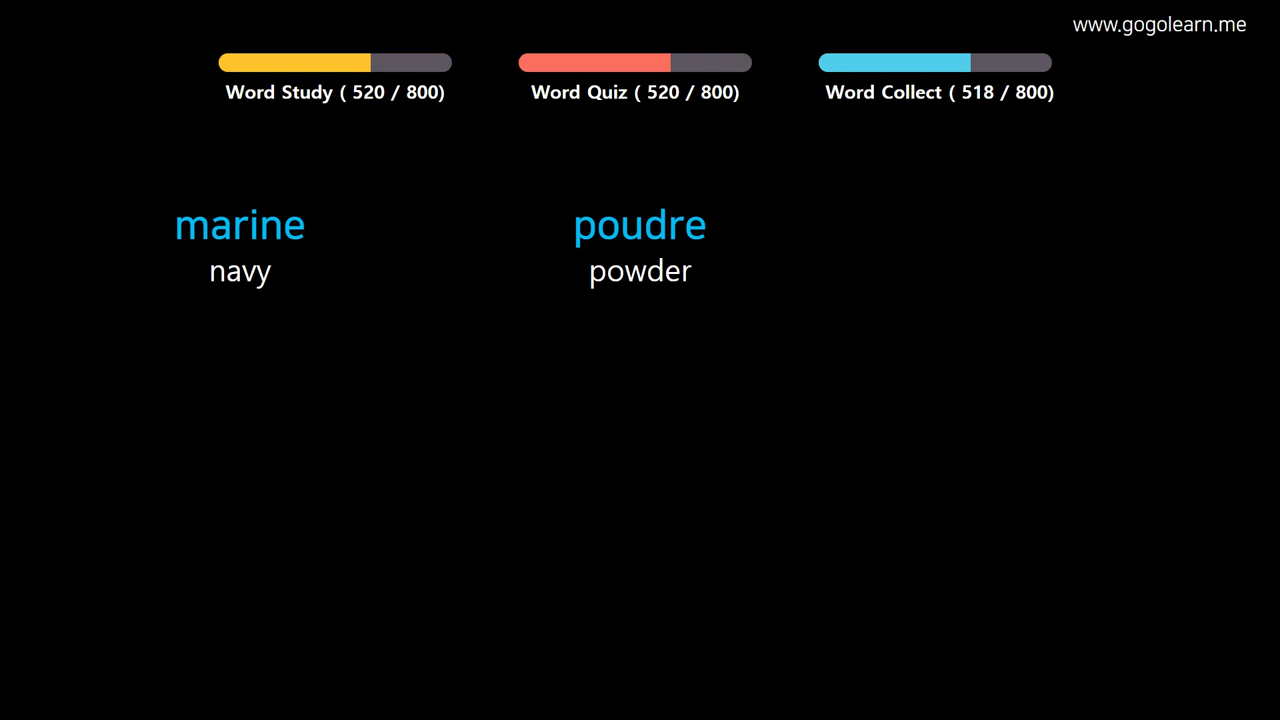 www.gogolearn.me
Word Study ( 520 / 800)
Word Quiz ( 520 / 800)
Word Collect ( 518 / 800)
marine
navy
poudre
powder